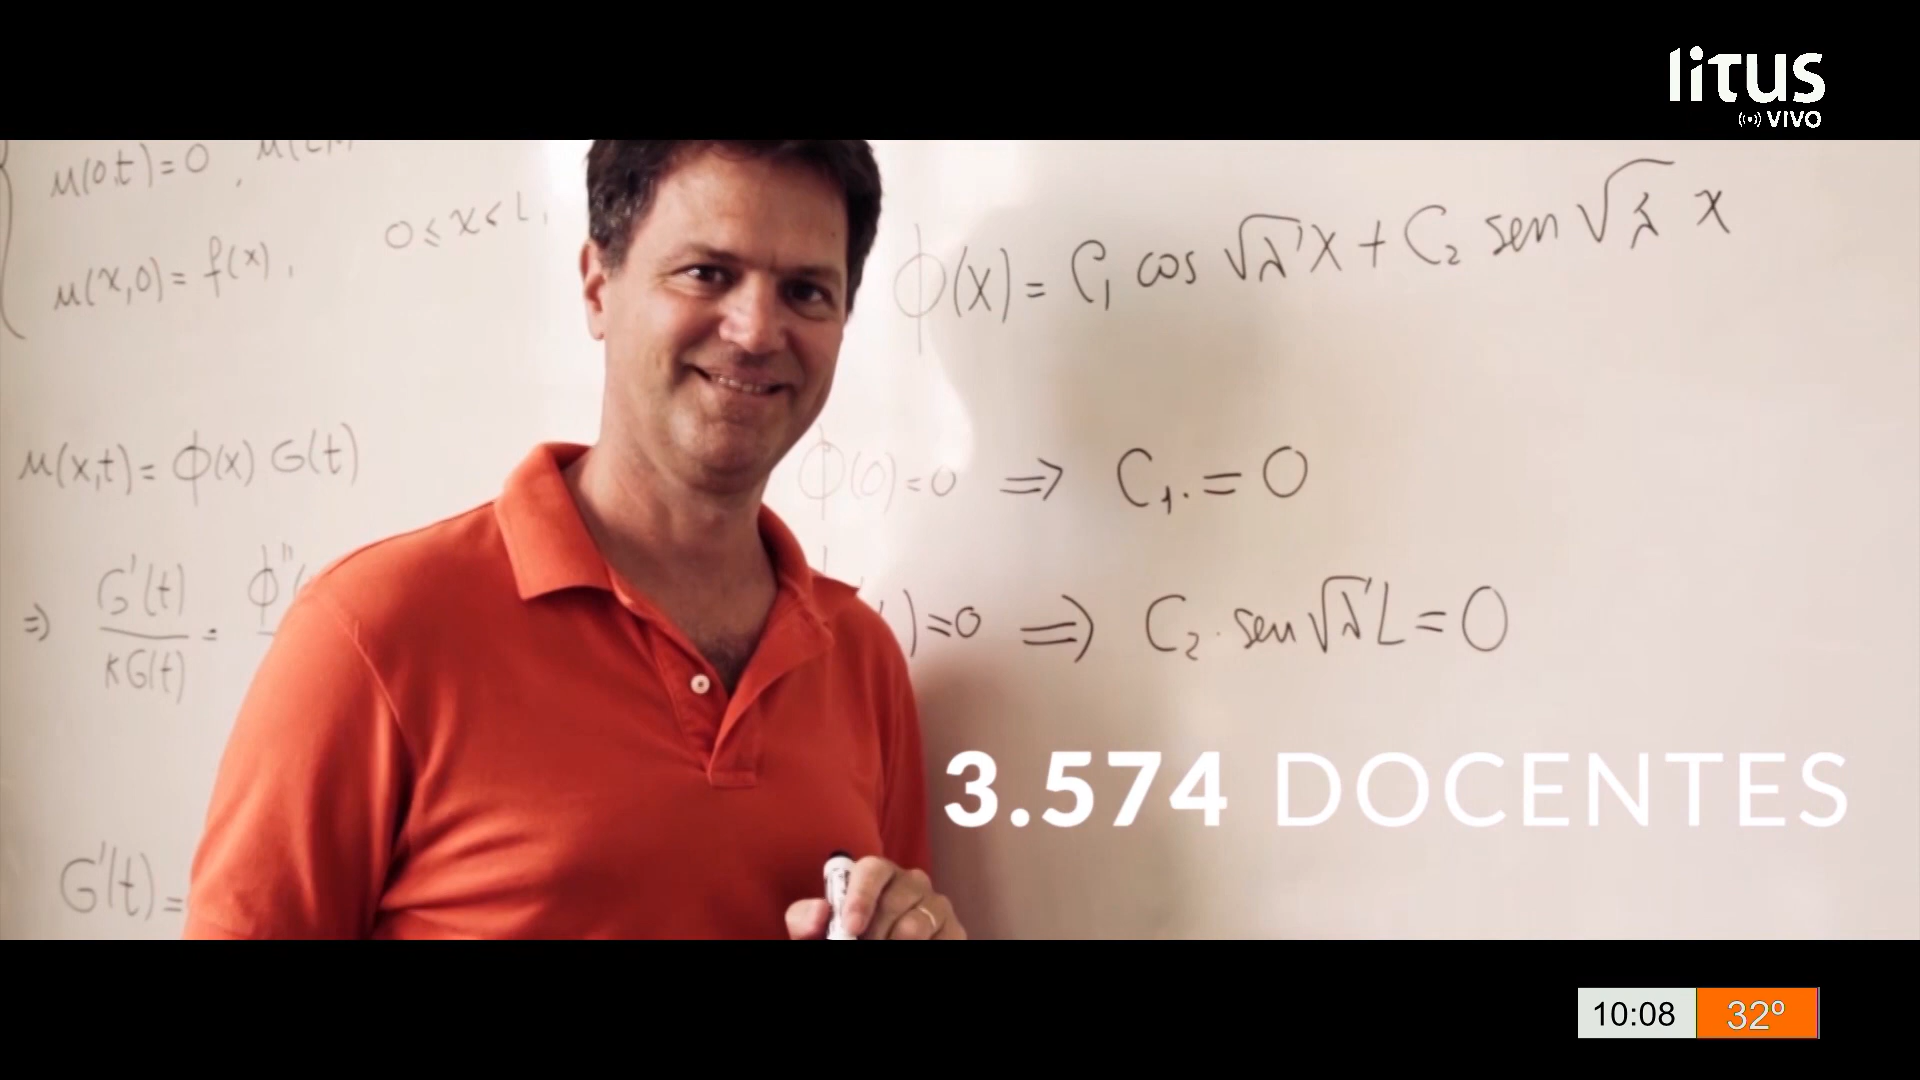 litus
VIVO
u(0,t)=0 ,
u(x,0)= f(x) ,
0 ≤ x < L ,
ϕ(x) = C₁ cos √λ x + C₂ sen √λ x
u(x,t)= ϕ(x) G(t)
ϕ(0)=0 ⇒ C₁. = 0
⇒ G'(t)/kG(t) = ϕ''(
)=0 ⇒ C₂. sen √λ L = 0
3.574 DOCENTES
G'(t)=
10:08
32º